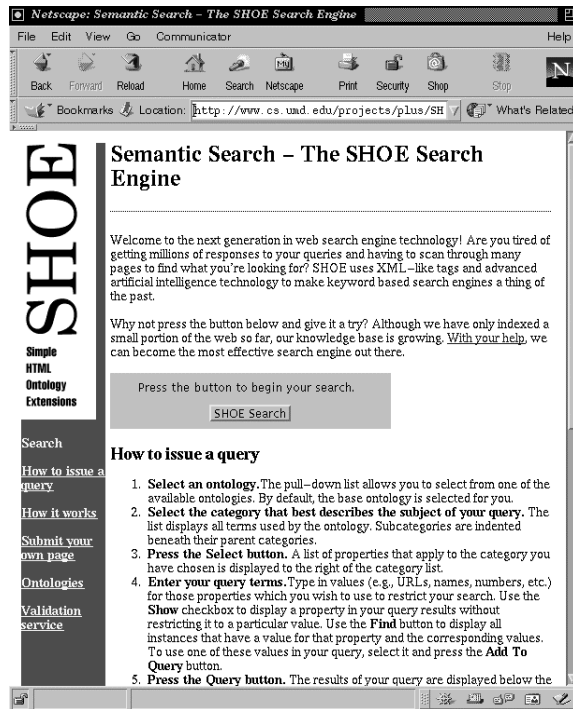 Netscape: Semantic Search – The SHOE Search Engine
File Edit View Go Communicator Help
Back Forward Reload Home Search Netscape Print Security Shop Stop
My
N
Bookmarks Location: http://www.cs.umd.edu/projects/plus/SH What's Related
SHOE
Simple
HTML
Ontology
Extensions
Search
How to issue a
query
How it works
Submit your
own page
Ontologies
Validation
service
Semantic Search – The SHOE Search
Engine
Welcome to the next generation in web search engine technology! Are you tired of
getting millions of responses to your queries and having to scan through many
pages to find what you're looking for? SHOE uses XML–like tags and advanced
artificial intelligence technology to make keyword based search engines a thing of
the past.
Why not press the button below and give it a try? Although we have only indexed a
small portion of the web so far, our knowledge base is growing. With your help, we
can become the most effective search engine out there.
Press the button to begin your search.
SHOE Search
How to issue a query
1. Select an ontology.The pull–down list allows you to select from one of the
available ontologies. By default, the base ontology is selected for you.
2. Select the category that best describes the subject of your query. The
list displays all terms used by the ontology. Subcategories are indented
beneath their parent categories.
3. Press the Select button. A list of properties that apply to the category you
have chosen is displayed to the right of the category list.
4. Enter your query terms.Type in values (e.g., URLs, names, numbers, etc.)
for those properties which you wish to use to restrict your search. Use the
Show checkbox to display a property in your query results without
restricting it to a particular value. Use the Find button to display all
instances that have a value for that property and the corresponding values.
To use one of these values in your query, select it and press the Add To
Query button.
5. Press the Query button. The results of your query are displayed below the